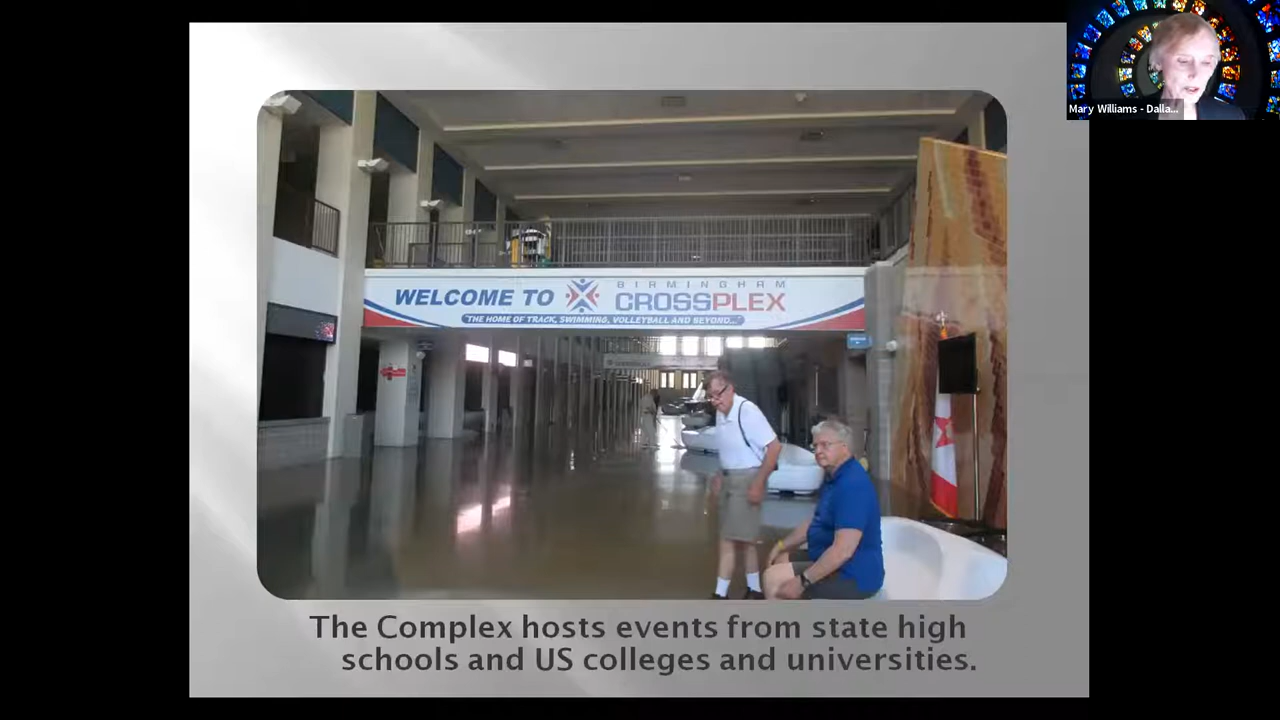 Mary Williams - Dalla...
BIRMINGHAM
WELCOME TO CROSSPLEX
"THE HOME OF TRACK, SWIMMING, VOLLEYBALL AND BEYOND..."
The Complex hosts events from state high
schools and US colleges and universities.